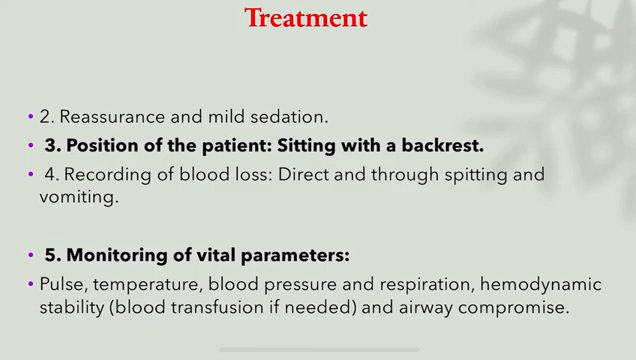 Treatment
• 2. Reassurance and mild sedation.
• 3. Position of the patient: Sitting with a backrest.
• 4. Recording of blood loss: Direct and through spitting and
vomiting.
• 5. Monitoring of vital parameters:
• Pulse, temperature, blood pressure and respiration, hemodynamic
stability (blood transfusion if needed) and airway compromise.